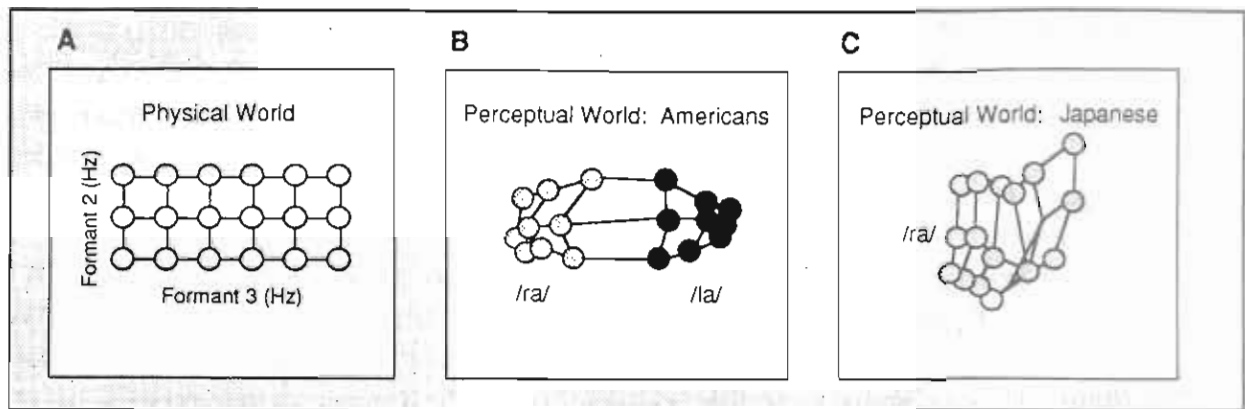 A
B
C
Physical World
Formant 2 (Hz)
Formant 3 (Hz)
Perceptual World: Americans
/ra/
/la/
Perceptual World: Japanese
/ra/